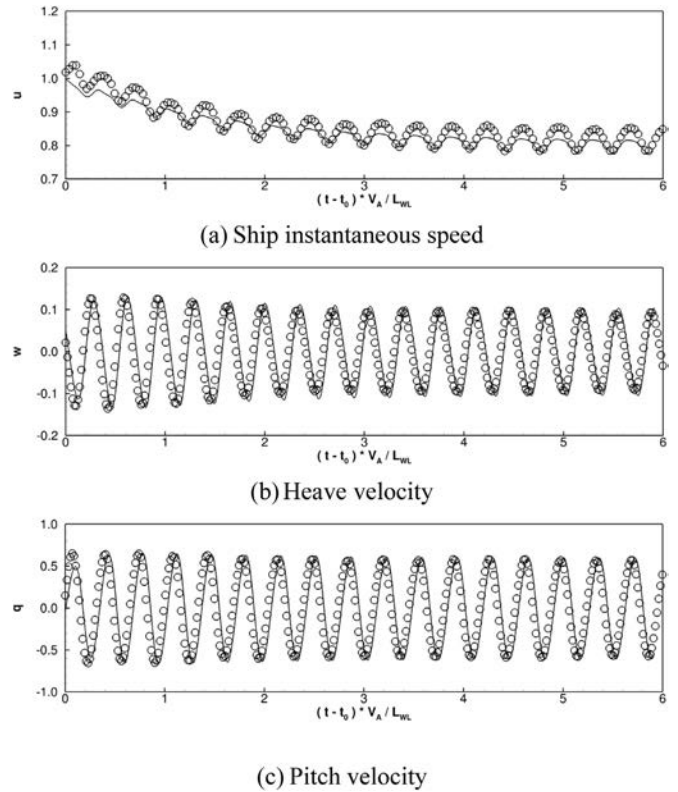 1.2
1.1
1.0
0.9
0.8
0.7
u
0 1 2 3 4 5 6
( t - t₀ ) * V_A / L_WL
(a) Ship instantaneous speed
0.2
0.1
0.0
-0.1
-0.2
w
0 1 2 3 4 5 6
( t - t₀ ) * V_A / L_WL
(b) Heave velocity
1.0
0.5
0.0
-0.5
-1.0
q
0 1 2 3 4 5 6
( t - t₀ ) * V_A / L_WL
(c) Pitch velocity